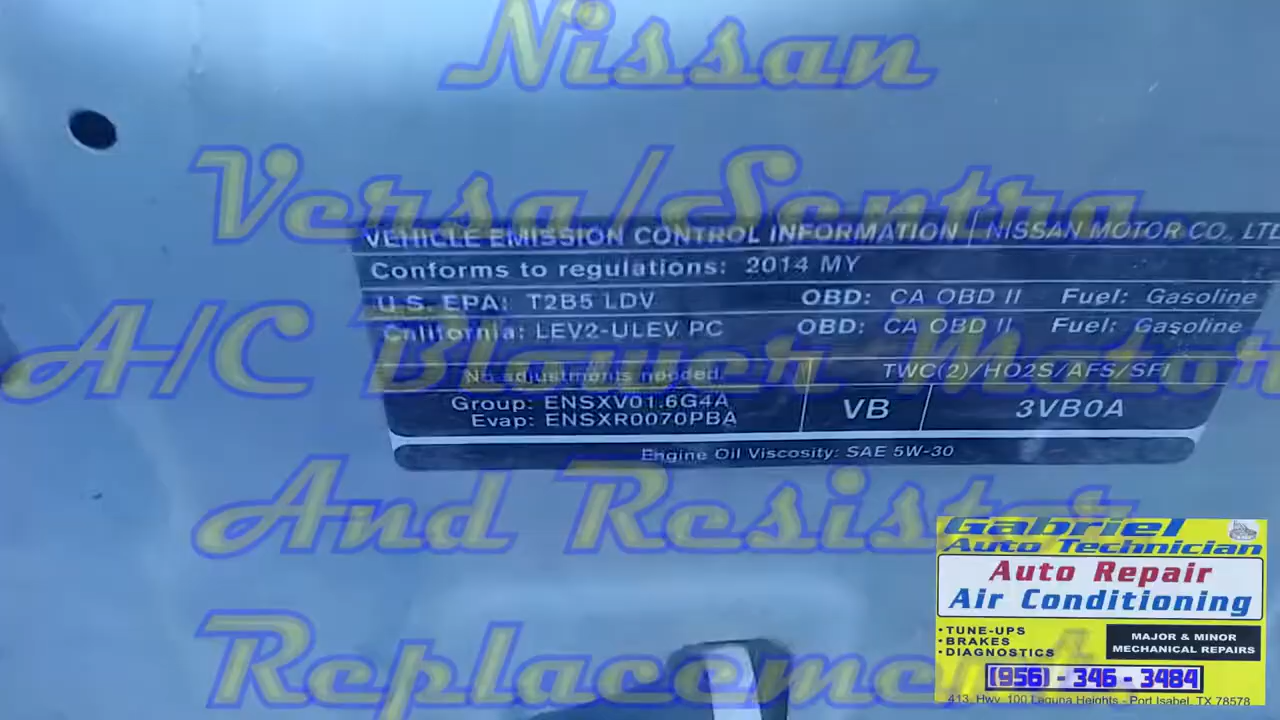 Nissan
Versa/Sentra
A/C Blower Motor
And Resistor
Replacement
VEHICLE EMISSION CONTROL INFORMATION | NISSAN MOTOR CO., LTD
Conforms to regulations: 2014 MY
U.S. EPA: T2B5 LDV OBD: CA OBD II Fuel: Gasoline
California: LEV2-ULEV PC OBD: CA OBD II Fuel: Gasoline
No adjustments needed. TWC(2)/HO2S/AFS/SFI
Group: ENSXV01.6G4A
Evap: ENSXR0070PBA
VB 3VB0A
Engine Oil Viscosity: SAE 5W-30
Gabriel
Auto Technician
Auto Repair
Air Conditioning
• TUNE-UPS
• BRAKES
• DIAGNOSTICS
MAJOR & MINOR
MECHANICAL REPAIRS
(956) - 346 - 3484
413. Hwy. 100 Laguna Heights - Port Isabel, TX 78578